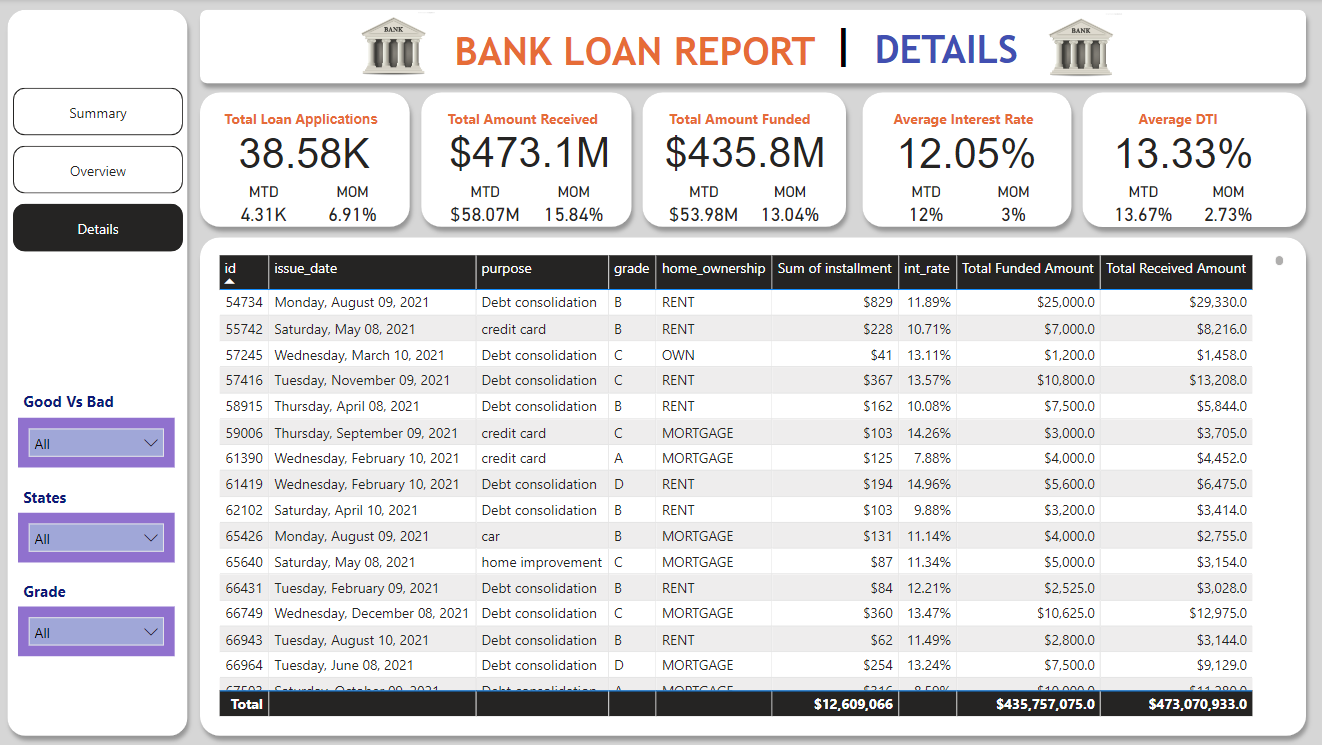 BANK BANK LOAN REPORT | DETAILS BANK
Summary
Overview
Details
Total Loan Applications
38.58K
MTD MOM
4.31K 6.91%
Total Amount Received
$473.1M
MTD MOM
$58.07M 15.84%
Total Amount Funded
$435.8M
MTD MOM
$53.98M 13.04%
Average Interest Rate
12.05%
MTD MOM
12% 3%
Average DTI
13.33%
MTD MOM
13.67% 2.73%
Good Vs Bad
All
States
All
Grade
All
id issue_date purpose grade home_ownership Sum of installment int_rate Total Funded Amount Total Received Amount
54734 Monday, August 09, 2021 Debt consolidation B RENT $829 11.89% $25,000.0 $29,330.0
55742 Saturday, May 08, 2021 credit card B RENT $228 10.71% $7,000.0 $8,216.0
57245 Wednesday, March 10, 2021 Debt consolidation C OWN $41 13.11% $1,200.0 $1,458.0
57416 Tuesday, November 09, 2021 Debt consolidation C RENT $367 13.57% $10,800.0 $13,208.0
58915 Thursday, April 08, 2021 Debt consolidation B RENT $162 10.08% $7,500.0 $5,844.0
59006 Thursday, September 09, 2021 credit card C MORTGAGE $103 14.26% $3,000.0 $3,705.0
61390 Wednesday, February 10, 2021 credit card A MORTGAGE $125 7.88% $4,000.0 $4,452.0
61419 Wednesday, February 10, 2021 Debt consolidation D RENT $194 14.96% $5,600.0 $6,475.0
62102 Saturday, April 10, 2021 Debt consolidation B RENT $103 9.88% $3,200.0 $3,414.0
65426 Monday, August 09, 2021 car B MORTGAGE $131 11.14% $4,000.0 $2,755.0
65640 Saturday, May 08, 2021 home improvement C MORTGAGE $87 11.34% $5,000.0 $3,154.0
66431 Tuesday, February 09, 2021 Debt consolidation B RENT $84 12.21% $2,525.0 $3,028.0
66749 Wednesday, December 08, 2021 Debt consolidation C MORTGAGE $360 13.47% $10,625.0 $12,975.0
66943 Tuesday, August 10, 2021 Debt consolidation B RENT $62 11.49% $2,800.0 $3,144.0
66964 Tuesday, June 08, 2021 Debt consolidation D MORTGAGE $254 13.24% $7,500.0 $9,129.0
Total $12,609,066 $435,757,075.0 $473,070,933.0